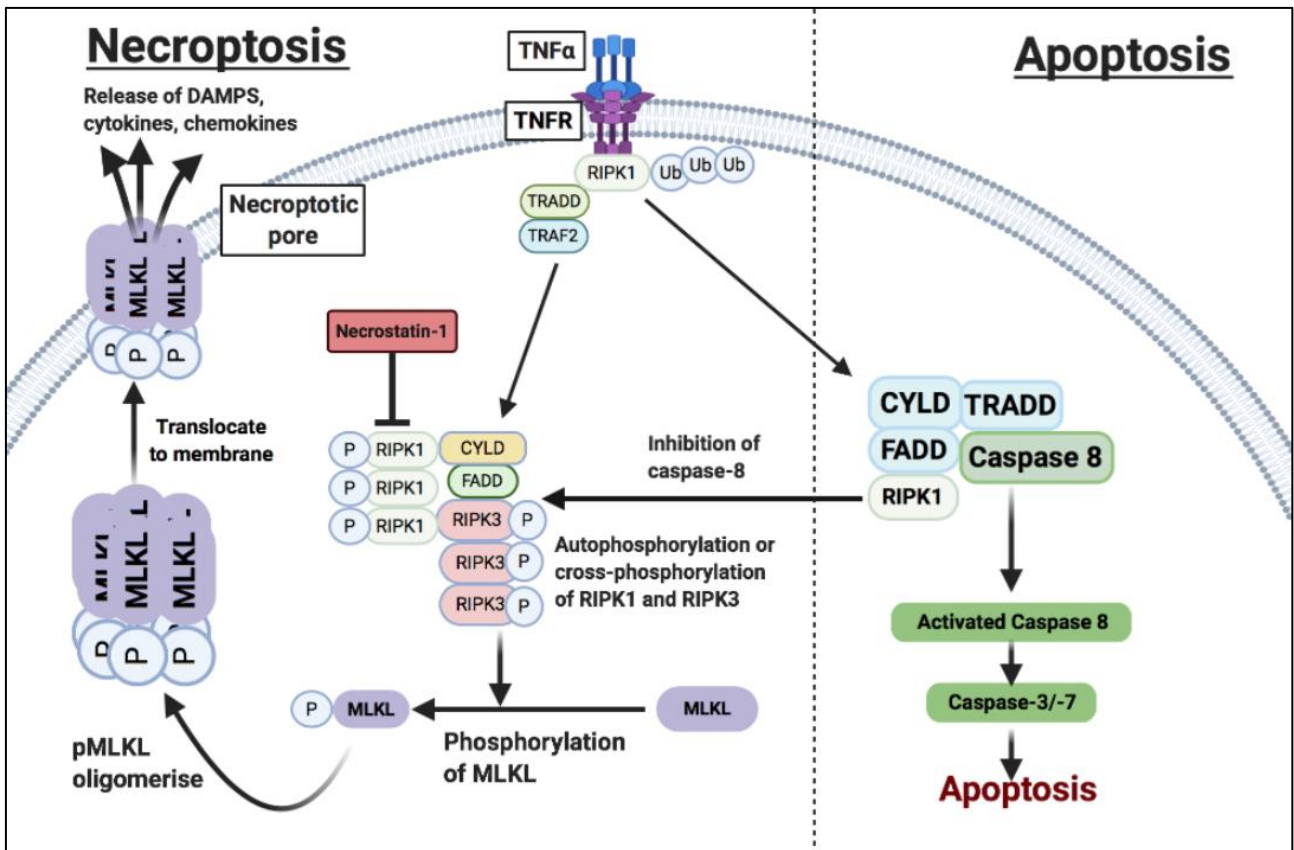 Necroptosis
Release of DAMPS,
cytokines, chemokines
TNFα
TNFR
Apoptosis
RIPK1
Ub
Ub
Ub
TRADD
TRAF2
Necroptotic
pore
MLKL
MLKL
P
P
Translocate
to membrane
Necrostatin-1
P
RIPK1
CYLD
P
RIPK1
FADD
P
RIPK1
RIPK3
P
RIPK3
P
RIPK3
P
Inhibition of
caspase-8
Autophosphorylation or
cross-phosphorylation
of RIPK1 and RIPK3
CYLD
TRADD
FADD
Caspase 8
RIPK1
MLKL
MLKL
P
P
Activated Caspase 8
Caspase-3/-7
Apoptosis
P
MLKL
MLKL
Phosphorylation
of MLKL
pMLKL
oligomerise